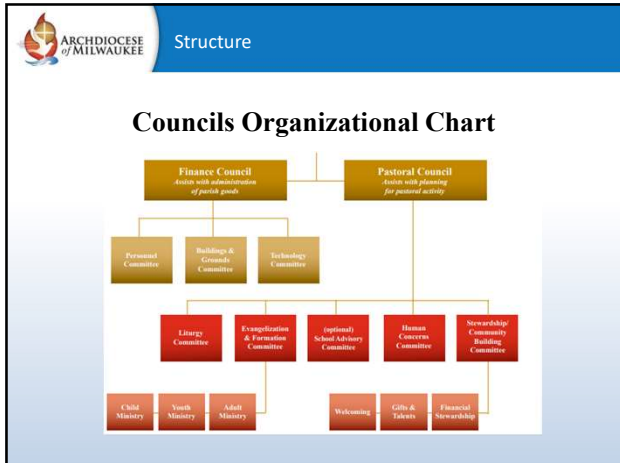 ARCHDIOCESE
of MILWAUKEE
Structure
Councils Organizational Chart
Finance Council
Assists with administration
of parish goods
Pastoral Council
Assists with planning
for pastoral activity
Personnel
Committee
Buildings &
Grounds
Committee
Technology
Committee
Liturgy
Committee
Evangelization
& Formation
Committee
(optional)
School Advisory
Committee
Human
Concerns
Committee
Stewardship/
Community
Building
Committee
Child
Ministry
Youth
Ministry
Adult
Ministry
Welcoming
Gifts &
Talents
Financial
Stewardship